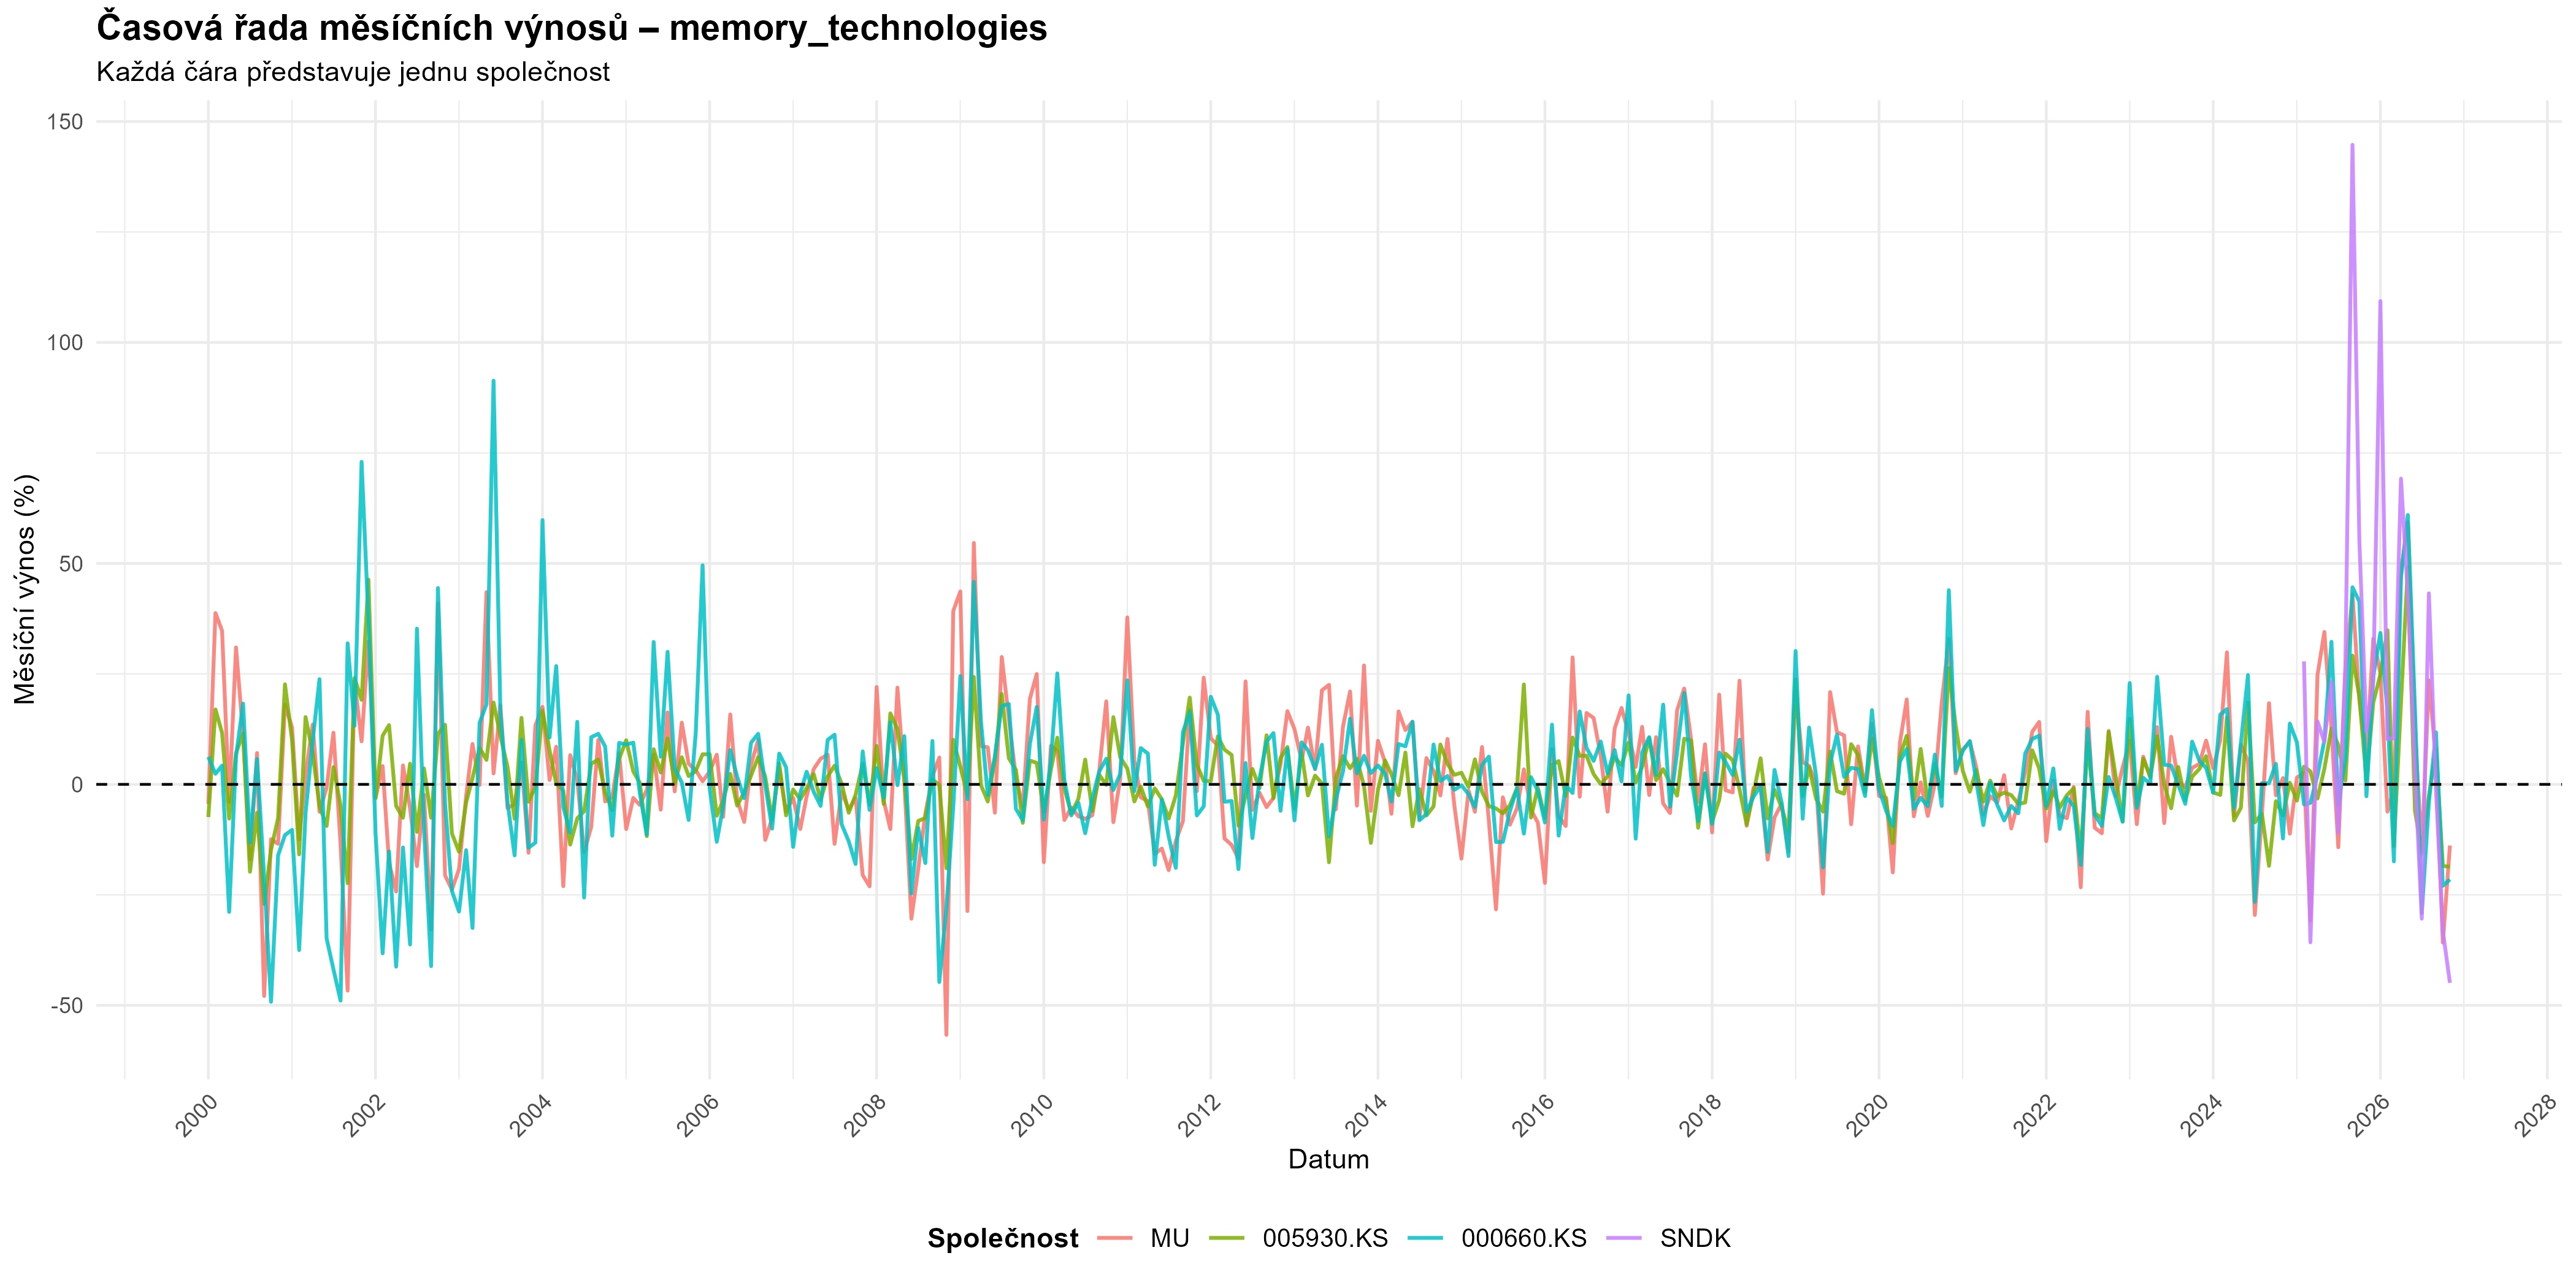 Časová řada měsíčních výnosů – memory_technologies
Každá čára představuje jednu společnost
Měsíční výnos (%)
150
100
50
0
-50
2000 2002 2004 2006 2008 2010 2012 2014 2016 2018 2020 2022 2024 2026 2028
Datum
Společnost MU 005930.KS 000660.KS SNDK